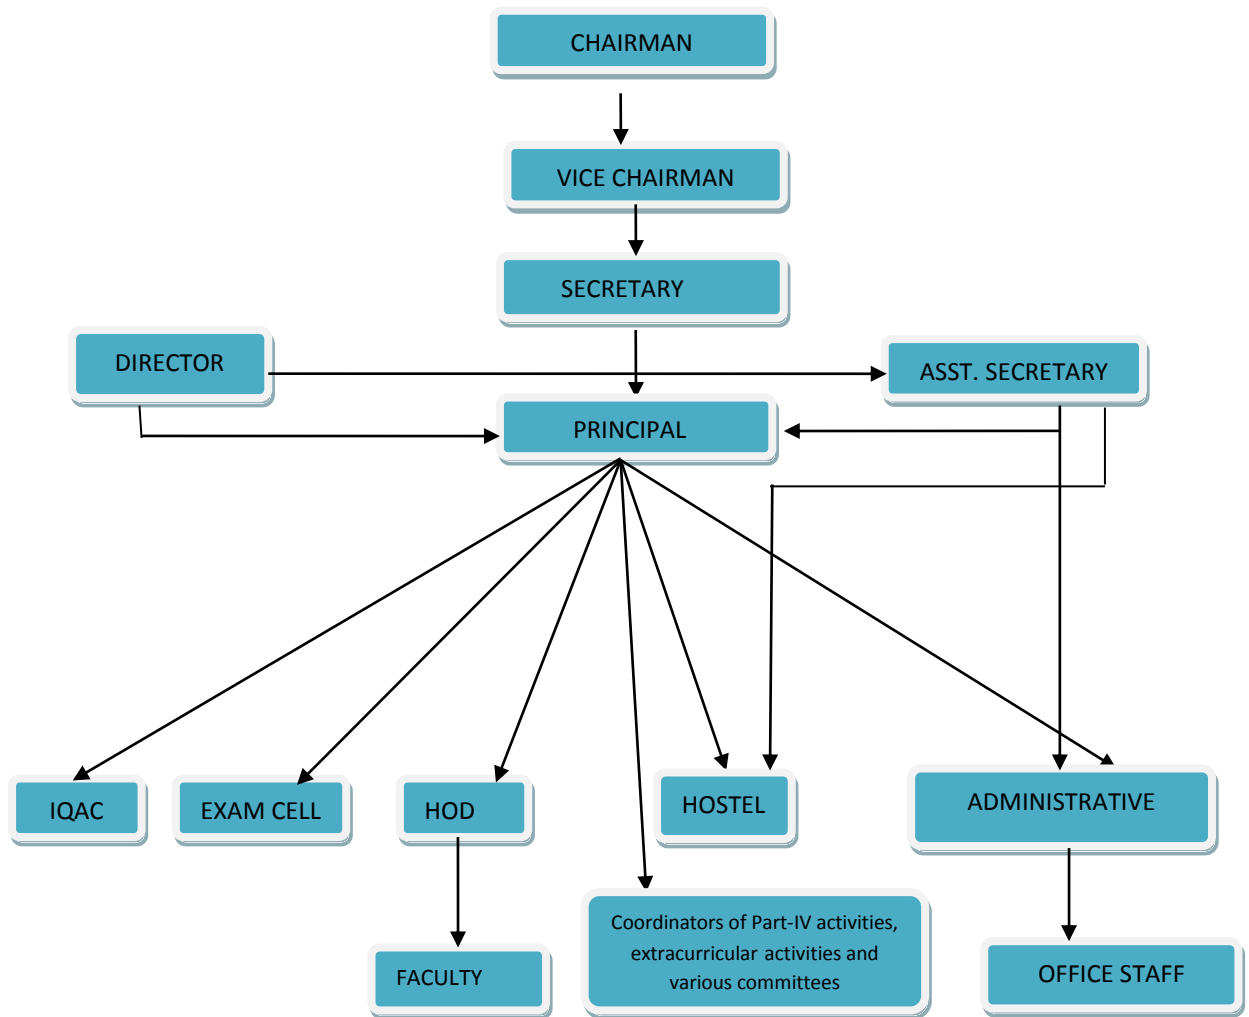 CHAIRMAN
VICE CHAIRMAN
SECRETARY
DIRECTOR
ASST. SECRETARY
PRINCIPAL
IQAC
EXAM CELL
HOD
HOSTEL
ADMINISTRATIVE
Coordinators of Part-IV activities,
extracurricular activities and
various committees
FACULTY
OFFICE STAFF